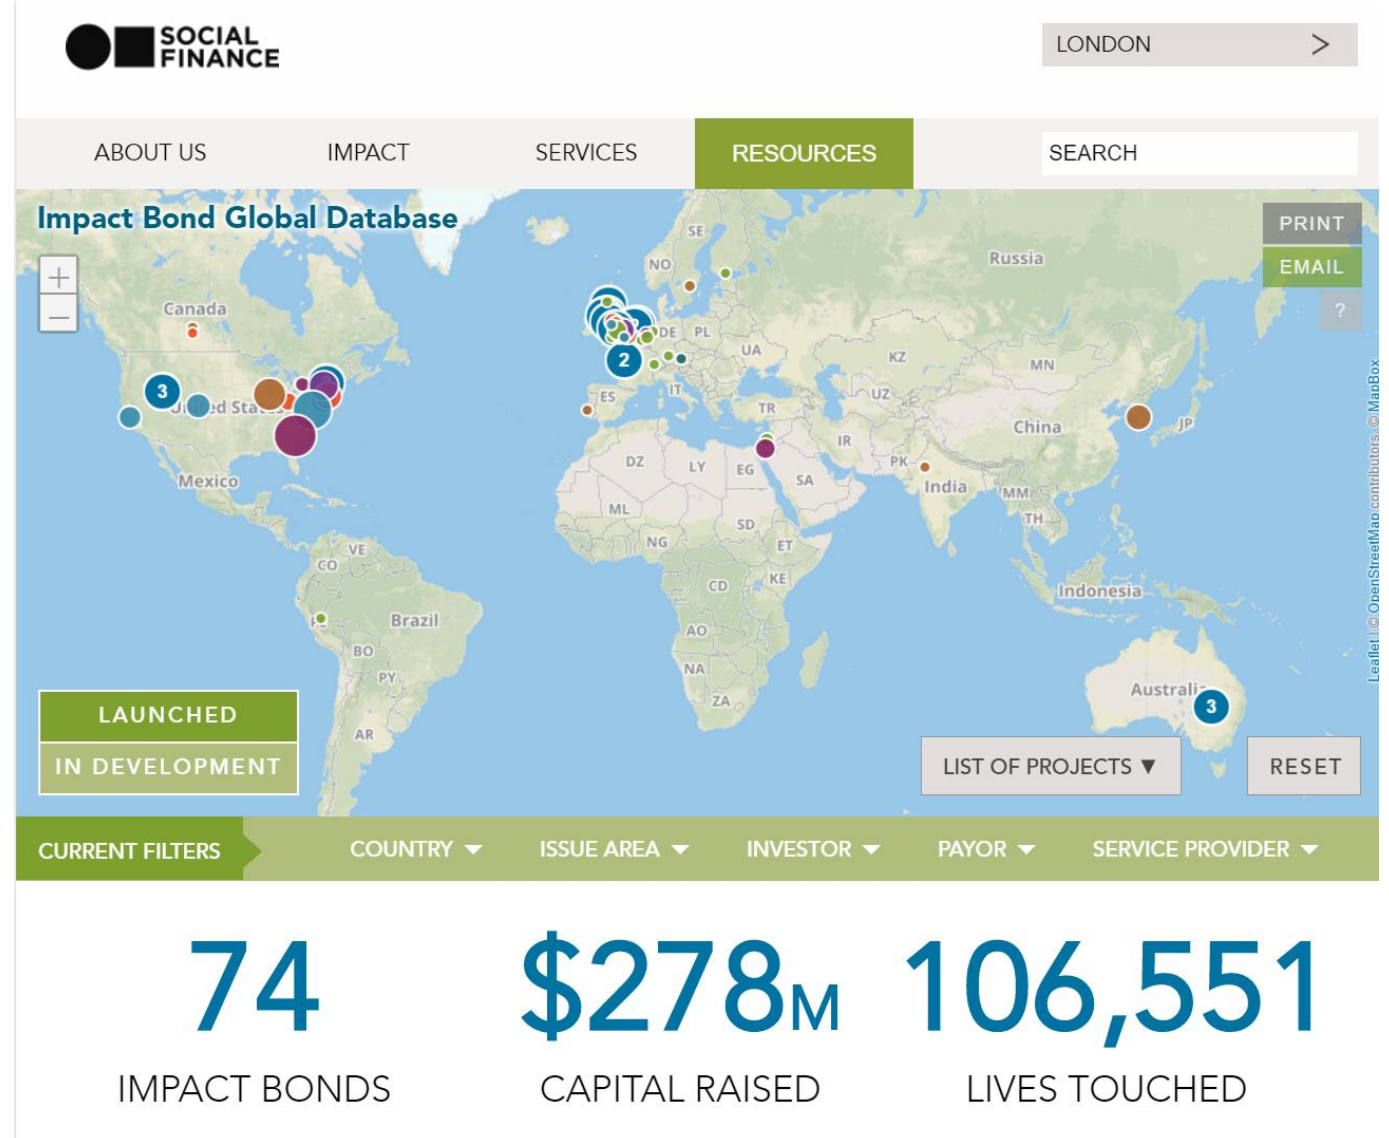 SOCIAL
FINANCE
LONDON >
ABOUT US
IMPACT
SERVICES
RESOURCES
SEARCH
Impact Bond Global Database
PRINT
EMAIL
?
+
−
Canada
NO
SE
Russia
DE
PL
UA
KZ
MN
2
3
United States
ES
IT
TR
UZ
China
JP
Mexico
DZ
LY
EG
SA
IR
PK
India
MM
TH
ML
NG
SD
ET
VE
CO
CD
KE
Indonesia
PE
Brazil
AO
BO
PY
NA
ZA
AR
Australia
3
Leaflet | © OpenStreetMap contributors, © MapBox
LAUNCHED
IN DEVELOPMENT
LIST OF PROJECTS ▼
RESET
CURRENT FILTERS
COUNTRY
ISSUE AREA
INVESTOR
PAYOR
SERVICE PROVIDER
74
IMPACT BONDS
$278M
CAPITAL RAISED
106,551
LIVES TOUCHED